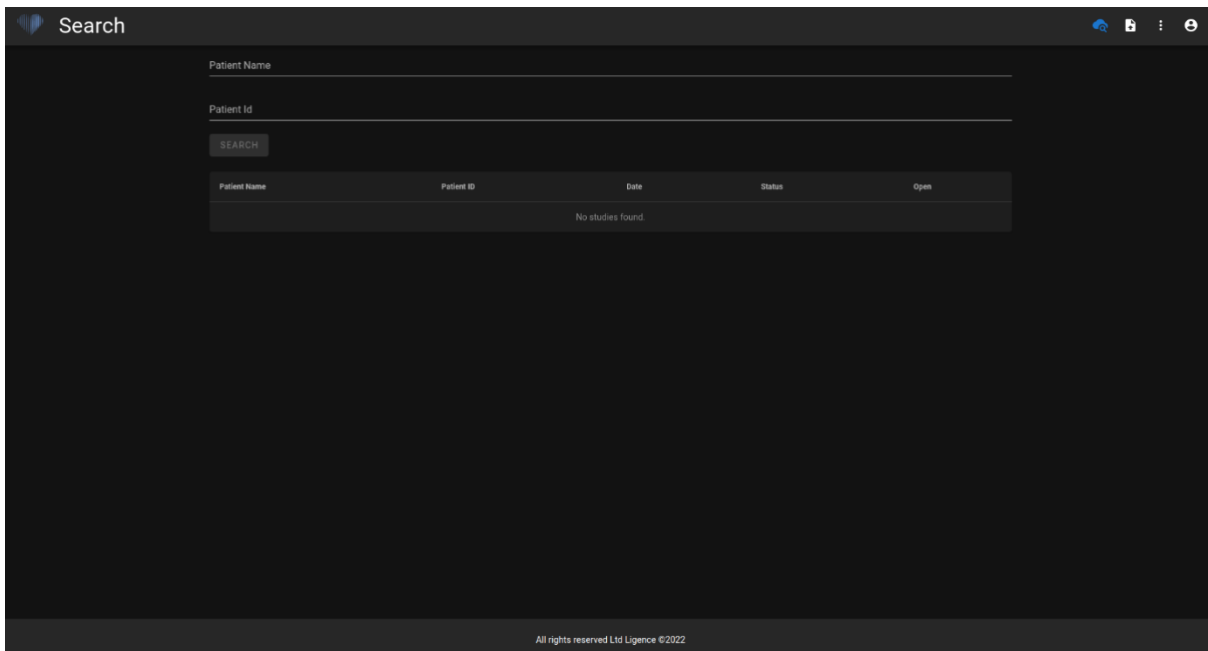 Search
Patient Name
Patient Id
SEARCH
Patient Name Patient ID Date Status Open
No studies found.
All rights reserved Ltd Ligence ©2022